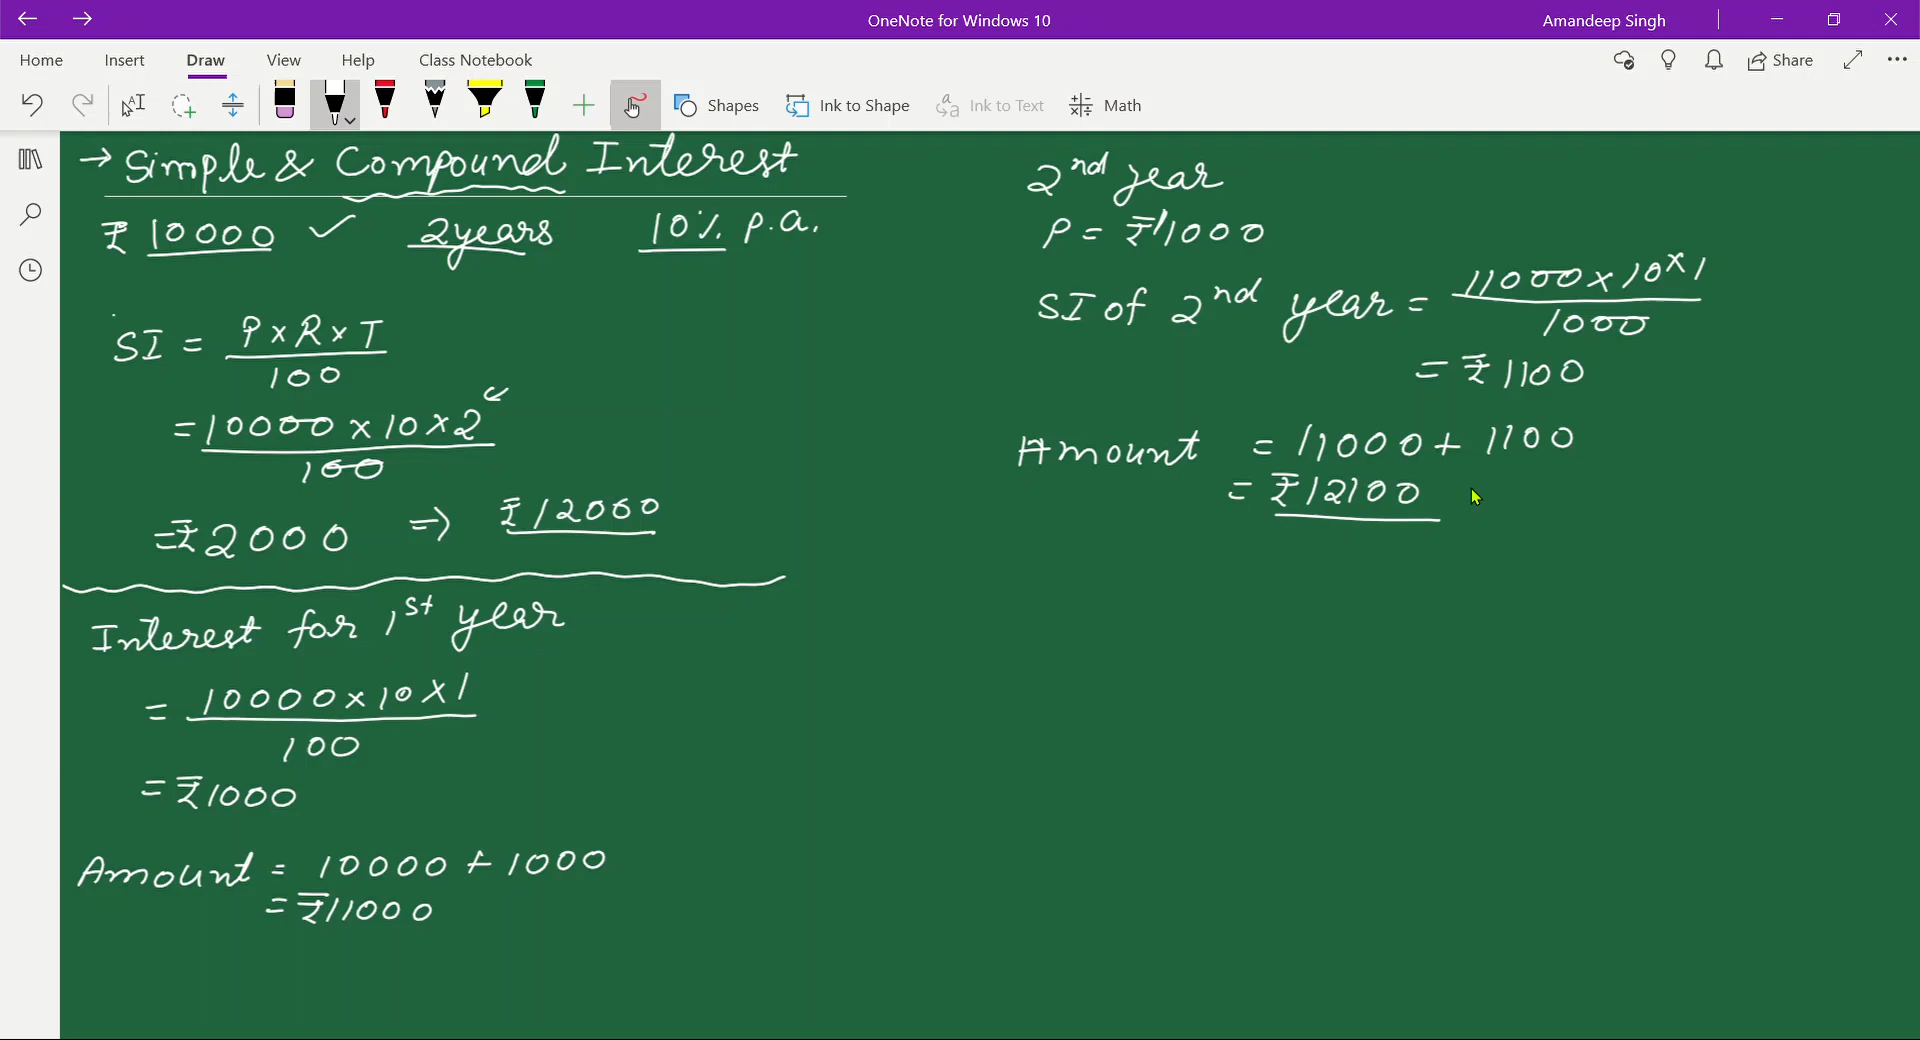 OneNote for Windows 10
Amandeep Singh
Home Insert Draw View Help Class Notebook
Share
Shapes Ink to Shape Ink to Text Math
→ Simple & Compound Interest
₹ 10000 ✓ 2years 10% p.a.
SI = P × R × T
100
= 10000 × 10 × 2
100
= ₹2000 => ₹12000
Interest for 1st year
= 10000 × 10 × 1
100
= ₹1000
Amount = 10000 + 1000
= ₹11000
2nd year
P = ₹11000
SI of 2nd year = 11000 × 10 × 1
1000
= ₹1100
Amount = 11000 + 1100
= ₹12100